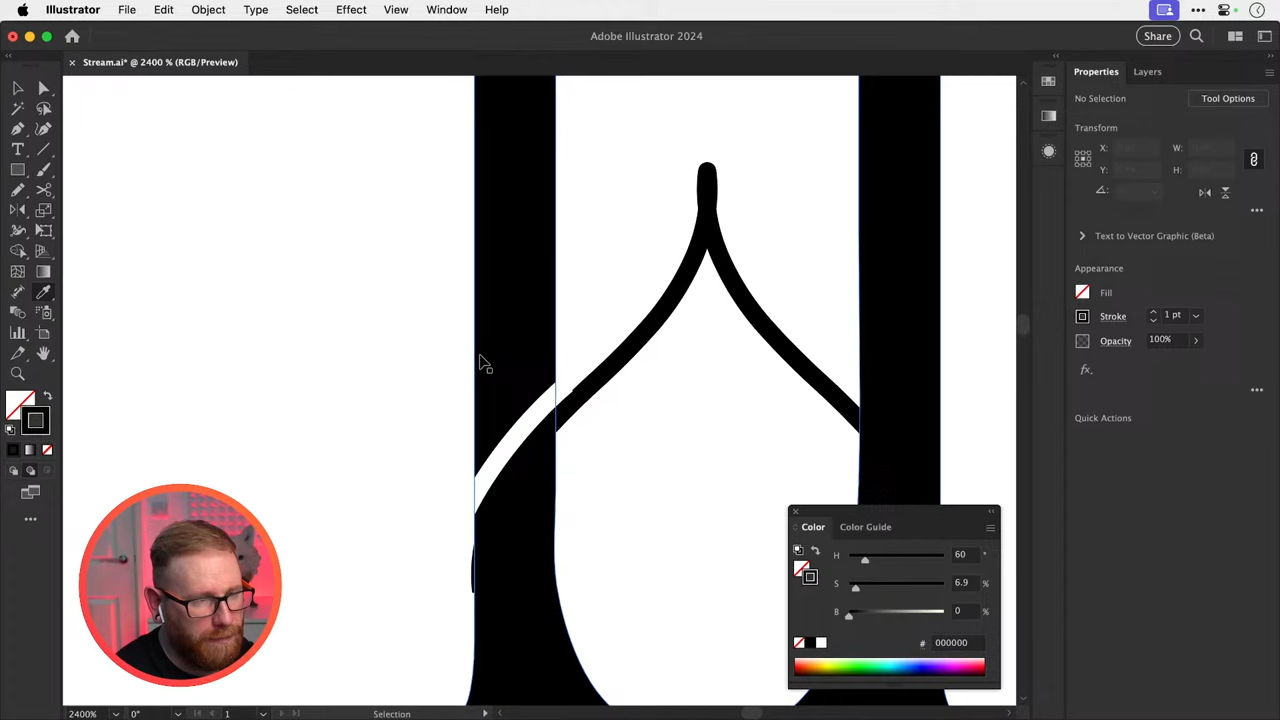 Illustrator File Edit Object Type Select Effect View Window Help
Adobe Illustrator 2024
Share
Stream.ai* @ 2400 % (RGB/Preview)
Properties Layers
No Selection
Tool Options
Transform
X: W:
Y: H:
Text to Vector Graphic (Beta)
Appearance
Fill
Stroke 1 pt
Opacity 100%
fx.
Quick Actions
Color Color Guide
H 60 °
S 6.9 %
B 0 %
# 000000
2400% 0° 1 Selection